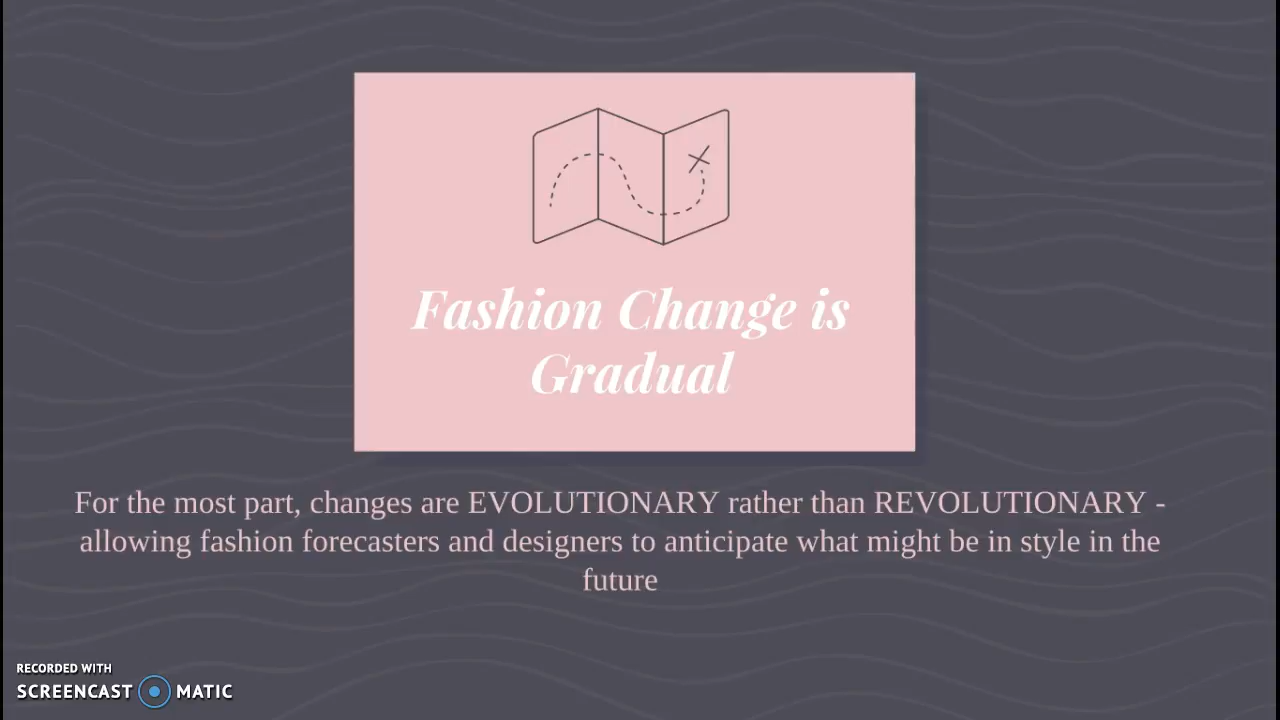 Fashion Change is
Gradual
For the most part, changes are EVOLUTIONARY rather than REVOLUTIONARY -
allowing fashion forecasters and designers to anticipate what might be in style in the
future
RECORDED WITH
SCREENCAST MATIC